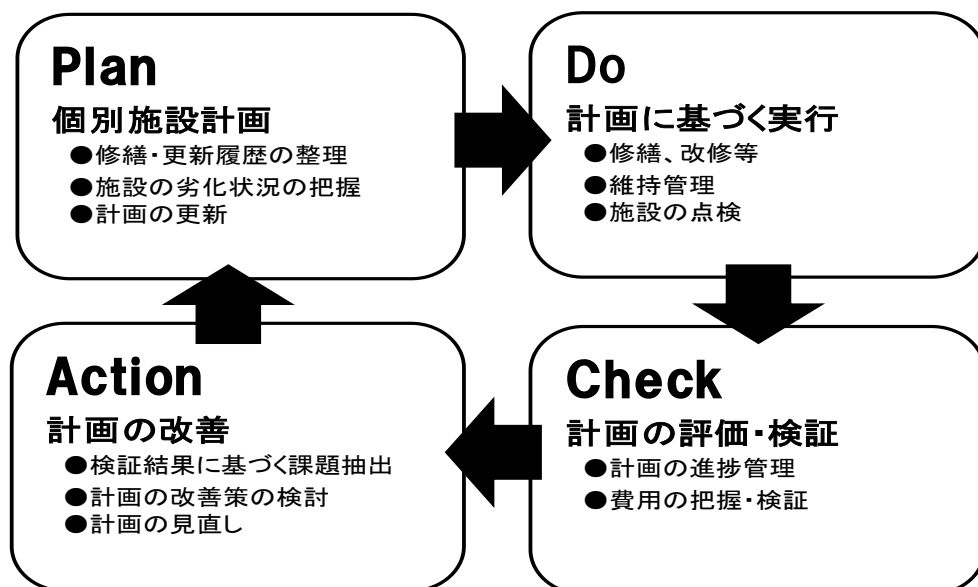 Plan
個別施設計画
●修繕・更新履歴の整理
●施設の劣化状況の把握
●計画の更新
Do
計画に基づく実行
●修繕、改修等
●維持管理
●施設の点検
Check
計画の評価・検証
●計画の進捗管理
●費用の把握・検証
Action
計画の改善
●検証結果に基づく課題抽出
●計画の改善策の検討
●計画の見直し